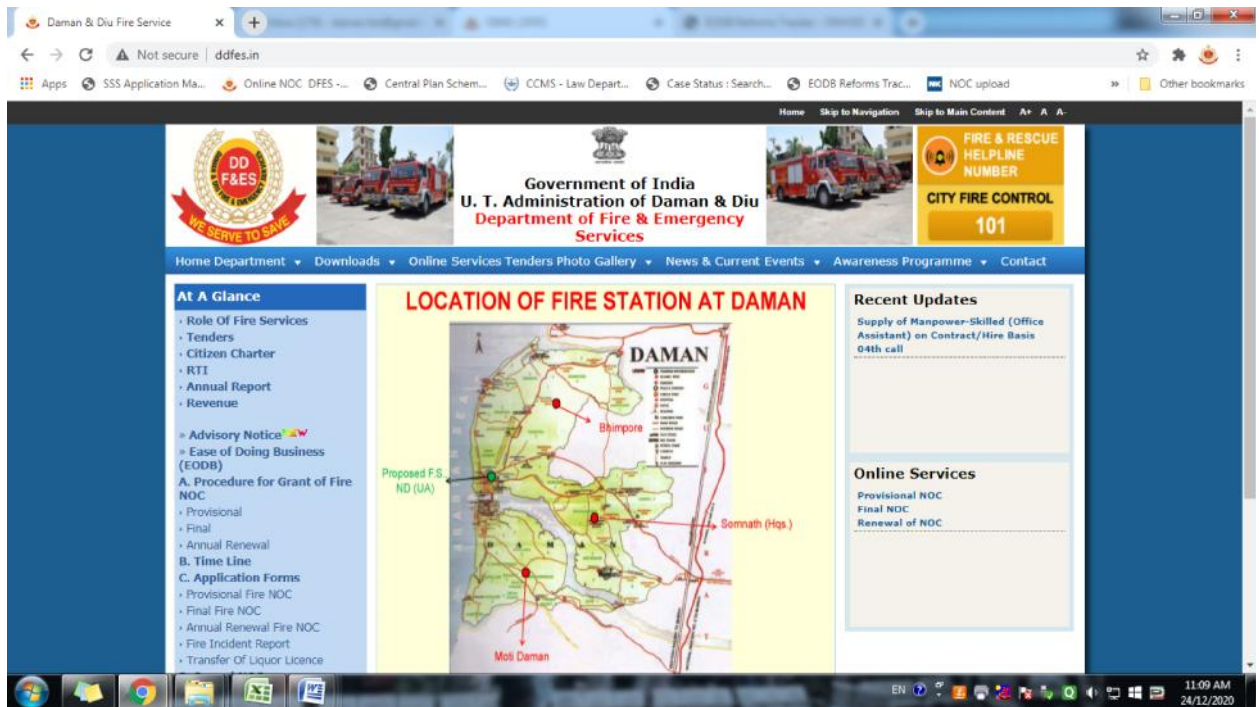 Daman & Diu Fire Service
Not secure | ddfes.in
Apps
SSS Application Ma...
Online NOC DFES -...
Central Plan Schem...
CCMS - Law Depart...
Case Status : Search...
EODB Reforms Trac...
NOC upload
Other bookmarks
Home Skip to Navigation Skip to Main Content A+ A A-
DD
F&ES
WE SERVE TO SAVE
Government of India
U. T. Administration of Daman & Diu
Department of Fire & Emergency
Services
FIRE & RESCUE
HELPLINE
NUMBER
CITY FIRE CONTROL
101
Home Department Downloads Online Services Tenders Photo Gallery News & Current Events Awareness Programme Contact
At A Glance
Role Of Fire Services
Tenders
Citizen Charter
RTI
Annual Report
Revenue
» Advisory Notice
» Ease of Doing Business
(EODB)
A. Procedure for Grant of Fire
NOC
Provisional
Final
Annual Renewal
B. Time Line
C. Application Forms
Provisional Fire NOC
Final Fire NOC
Annual Renewal Fire NOC
Fire Incident Report
Transfer Of Liquor Licence
LOCATION OF FIRE STATION AT DAMAN
DAMAN
Bhimpore
Proposed F.S.
ND (UA)
Somnath (Hqs.)
Moti Daman
Recent Updates
Supply of Manpower-Skilled (Office
Assistant) on Contract/Hire Basis
04th call
Online Services
Provisional NOC
Final NOC
Renewal of NOC
EN
11:09 AM
24/12/2020